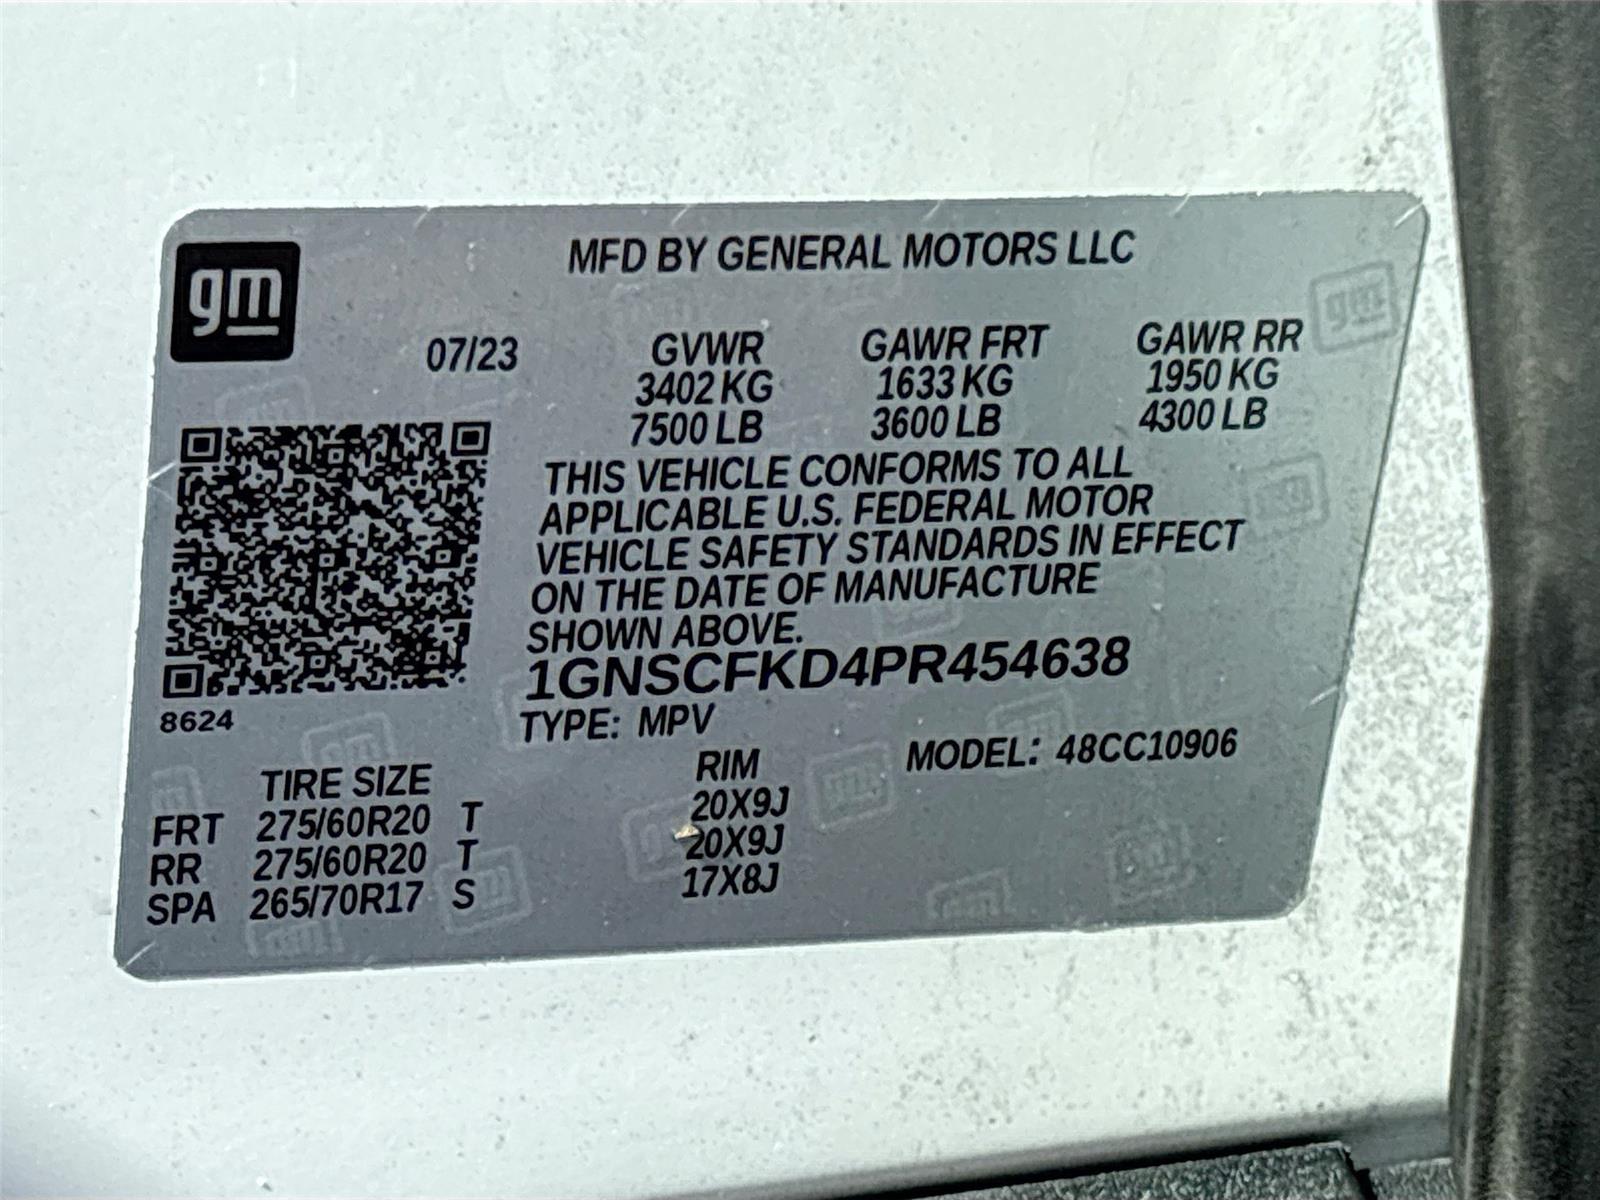 gm
MFD BY GENERAL MOTORS LLC
07/23 GVWR GAWR FRT GAWR RR
3402 KG 1633 KG 1950 KG
7500 LB 3600 LB 4300 LB
THIS VEHICLE CONFORMS TO ALL
APPLICABLE U.S. FEDERAL MOTOR
VEHICLE SAFETY STANDARDS IN EFFECT
ON THE DATE OF MANUFACTURE
SHOWN ABOVE.
1GNSCFKD4PR454638
8624
TYPE: MPV
MODEL: 48CC10906
TIRE SIZE RIM
FRT 275/60R20 T 20X9J
RR 275/60R20 T 20X9J
SPA 265/70R17 S 17X8J